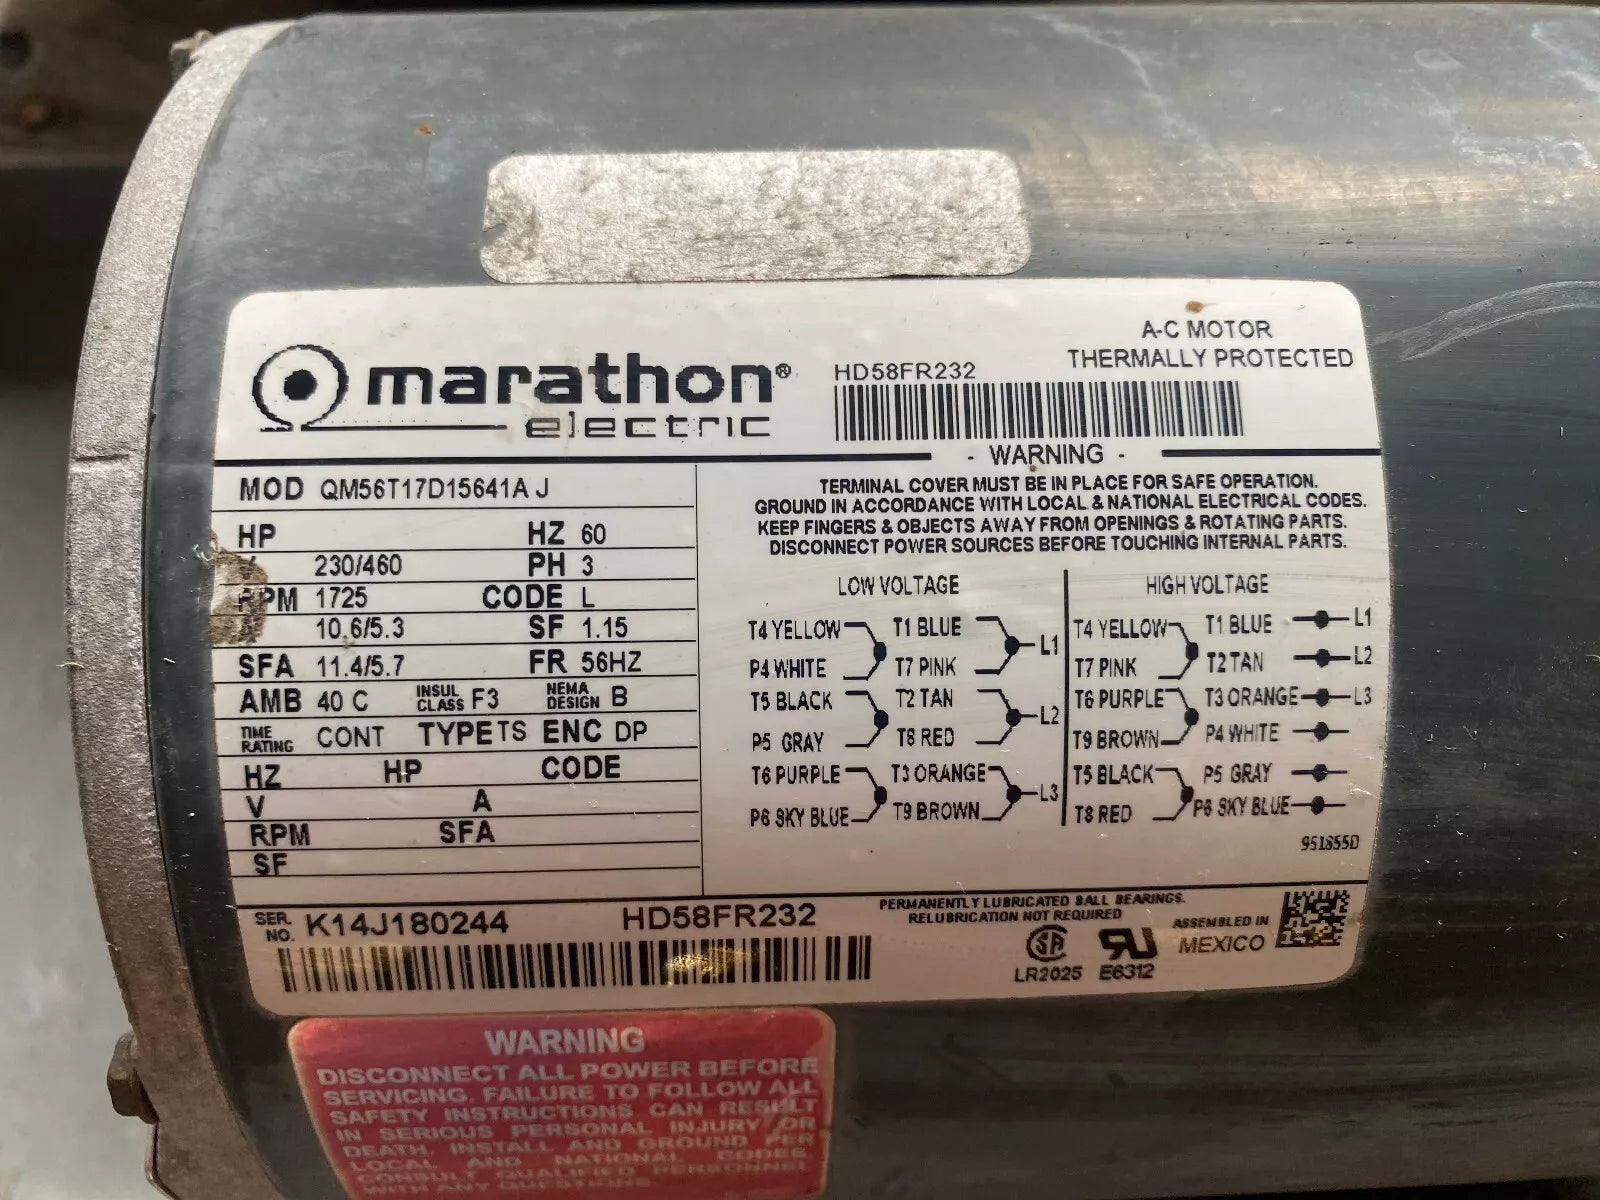 marathon®
electric
HD58FR232
A-C MOTOR
THERMALLY PROTECTED
- WARNING -
TERMINAL COVER MUST BE IN PLACE FOR SAFE OPERATION.
GROUND IN ACCORDANCE WITH LOCAL & NATIONAL ELECTRICAL CODES.
KEEP FINGERS & OBJECTS AWAY FROM OPENINGS & ROTATING PARTS.
DISCONNECT POWER SOURCES BEFORE TOUCHING INTERNAL PARTS.
MOD QM56T17D15641A J
HP HZ 60
V 230/460 PH 3
RPM 1725 CODE L
A 10.6/5.3 SF 1.15
SFA 11.4/5.7 FR 56HZ
AMB 40 C INSUL CLASS F3 NEMA DESIGN B
TIME RATING CONT TYPE TS ENC DP
HZ HP CODE
V A
RPM SFA
SF
LOW VOLTAGE
T4 YELLOW T1 BLUE L1
P4 WHITE T7 PINK
T5 BLACK T2 TAN L2
P5 GRAY T8 RED
T6 PURPLE T3 ORANGE L3
P6 SKY BLUE T9 BROWN
HIGH VOLTAGE
T4 YELLOW T1 BLUE L1
T7 PINK T2 TAN L2
T6 PURPLE T3 ORANGE L3
T9 BROWN P4 WHITE
T5 BLACK P5 GRAY
T8 RED P6 SKY BLUE
951855D
SER. NO. K14J180244 HD58FR232
PERMANENTLY LUBRICATED BALL BEARINGS.
RELUBRICATION NOT REQUIRED
LR2025 E6312
ASSEMBLED IN
MEXICO
WARNING
DISCONNECT ALL POWER BEFORE
SERVICING. FAILURE TO FOLLOW ALL
SAFETY INSTRUCTIONS CAN RESULT
IN SERIOUS PERSONAL INJURY OR
DEATH. INSTALL AND GROUND PER
LOCAL AND NATIONAL CODES.
CONSULT QUALIFIED PERSONNEL
WITH ANY QUESTIONS.